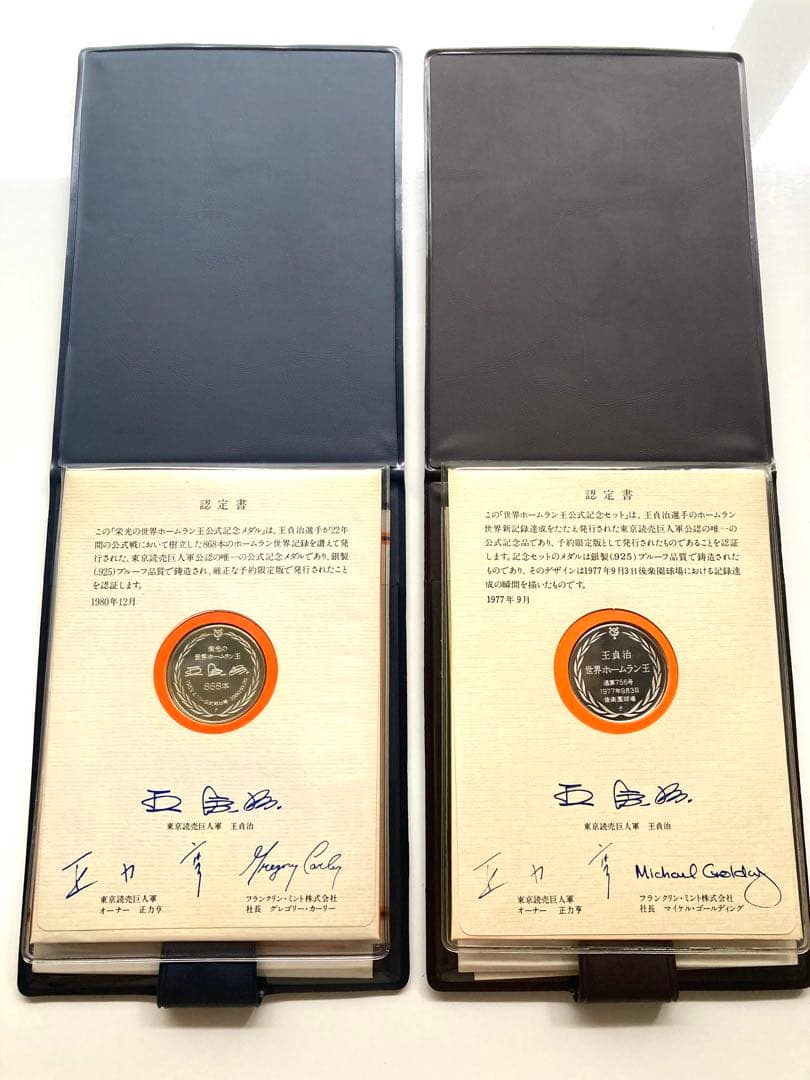 認定書
この「栄光の世界ホームラン王公式記念メダル」は、王貞治選手が22年
間の公式戦において樹立した868本のホームラン世界記録を讃えて発
行された、東京読売巨人軍公認の唯一の公式記念メダルであり、銀製
(.925)プルーフ品質で鋳造され、厳正な予約限定版で発行されたこと
を認証します。
1980年12月
栄光の
世界ホームラン王
王貞治
868本
王貞治
東京読売巨人軍 王貞治
正力亨
Gregory Carley
東京読売巨人軍
オーナー 正力亨
フランクリン・ミント株式会社
社長 グレゴリー・カーリー
認定書
この「世界ホームラン王公式記念セット」は、王貞治選手のホームラン
世界新記録達成をたたえ発行された東京読売巨人軍公認の唯一の
公式記念品であり、予約限定版として発行されたものであることを認証
します。記念セットのメダルは銀製(.925)プルーフ品質で鋳造された
ものであり、そのデザインは1977年9月3日後楽園球場における記録達
成の瞬間を描いたものです。
1977年9月
王貞治
世界ホームラン王
通算756号
1977年9月3日
後楽園球場
王貞治
東京読売巨人軍 王貞治
正力亨
Michael Golding
東京読売巨人軍
オーナー 正力亨
フランクリン・ミント株式会社
社長 マイケル・ゴールディング